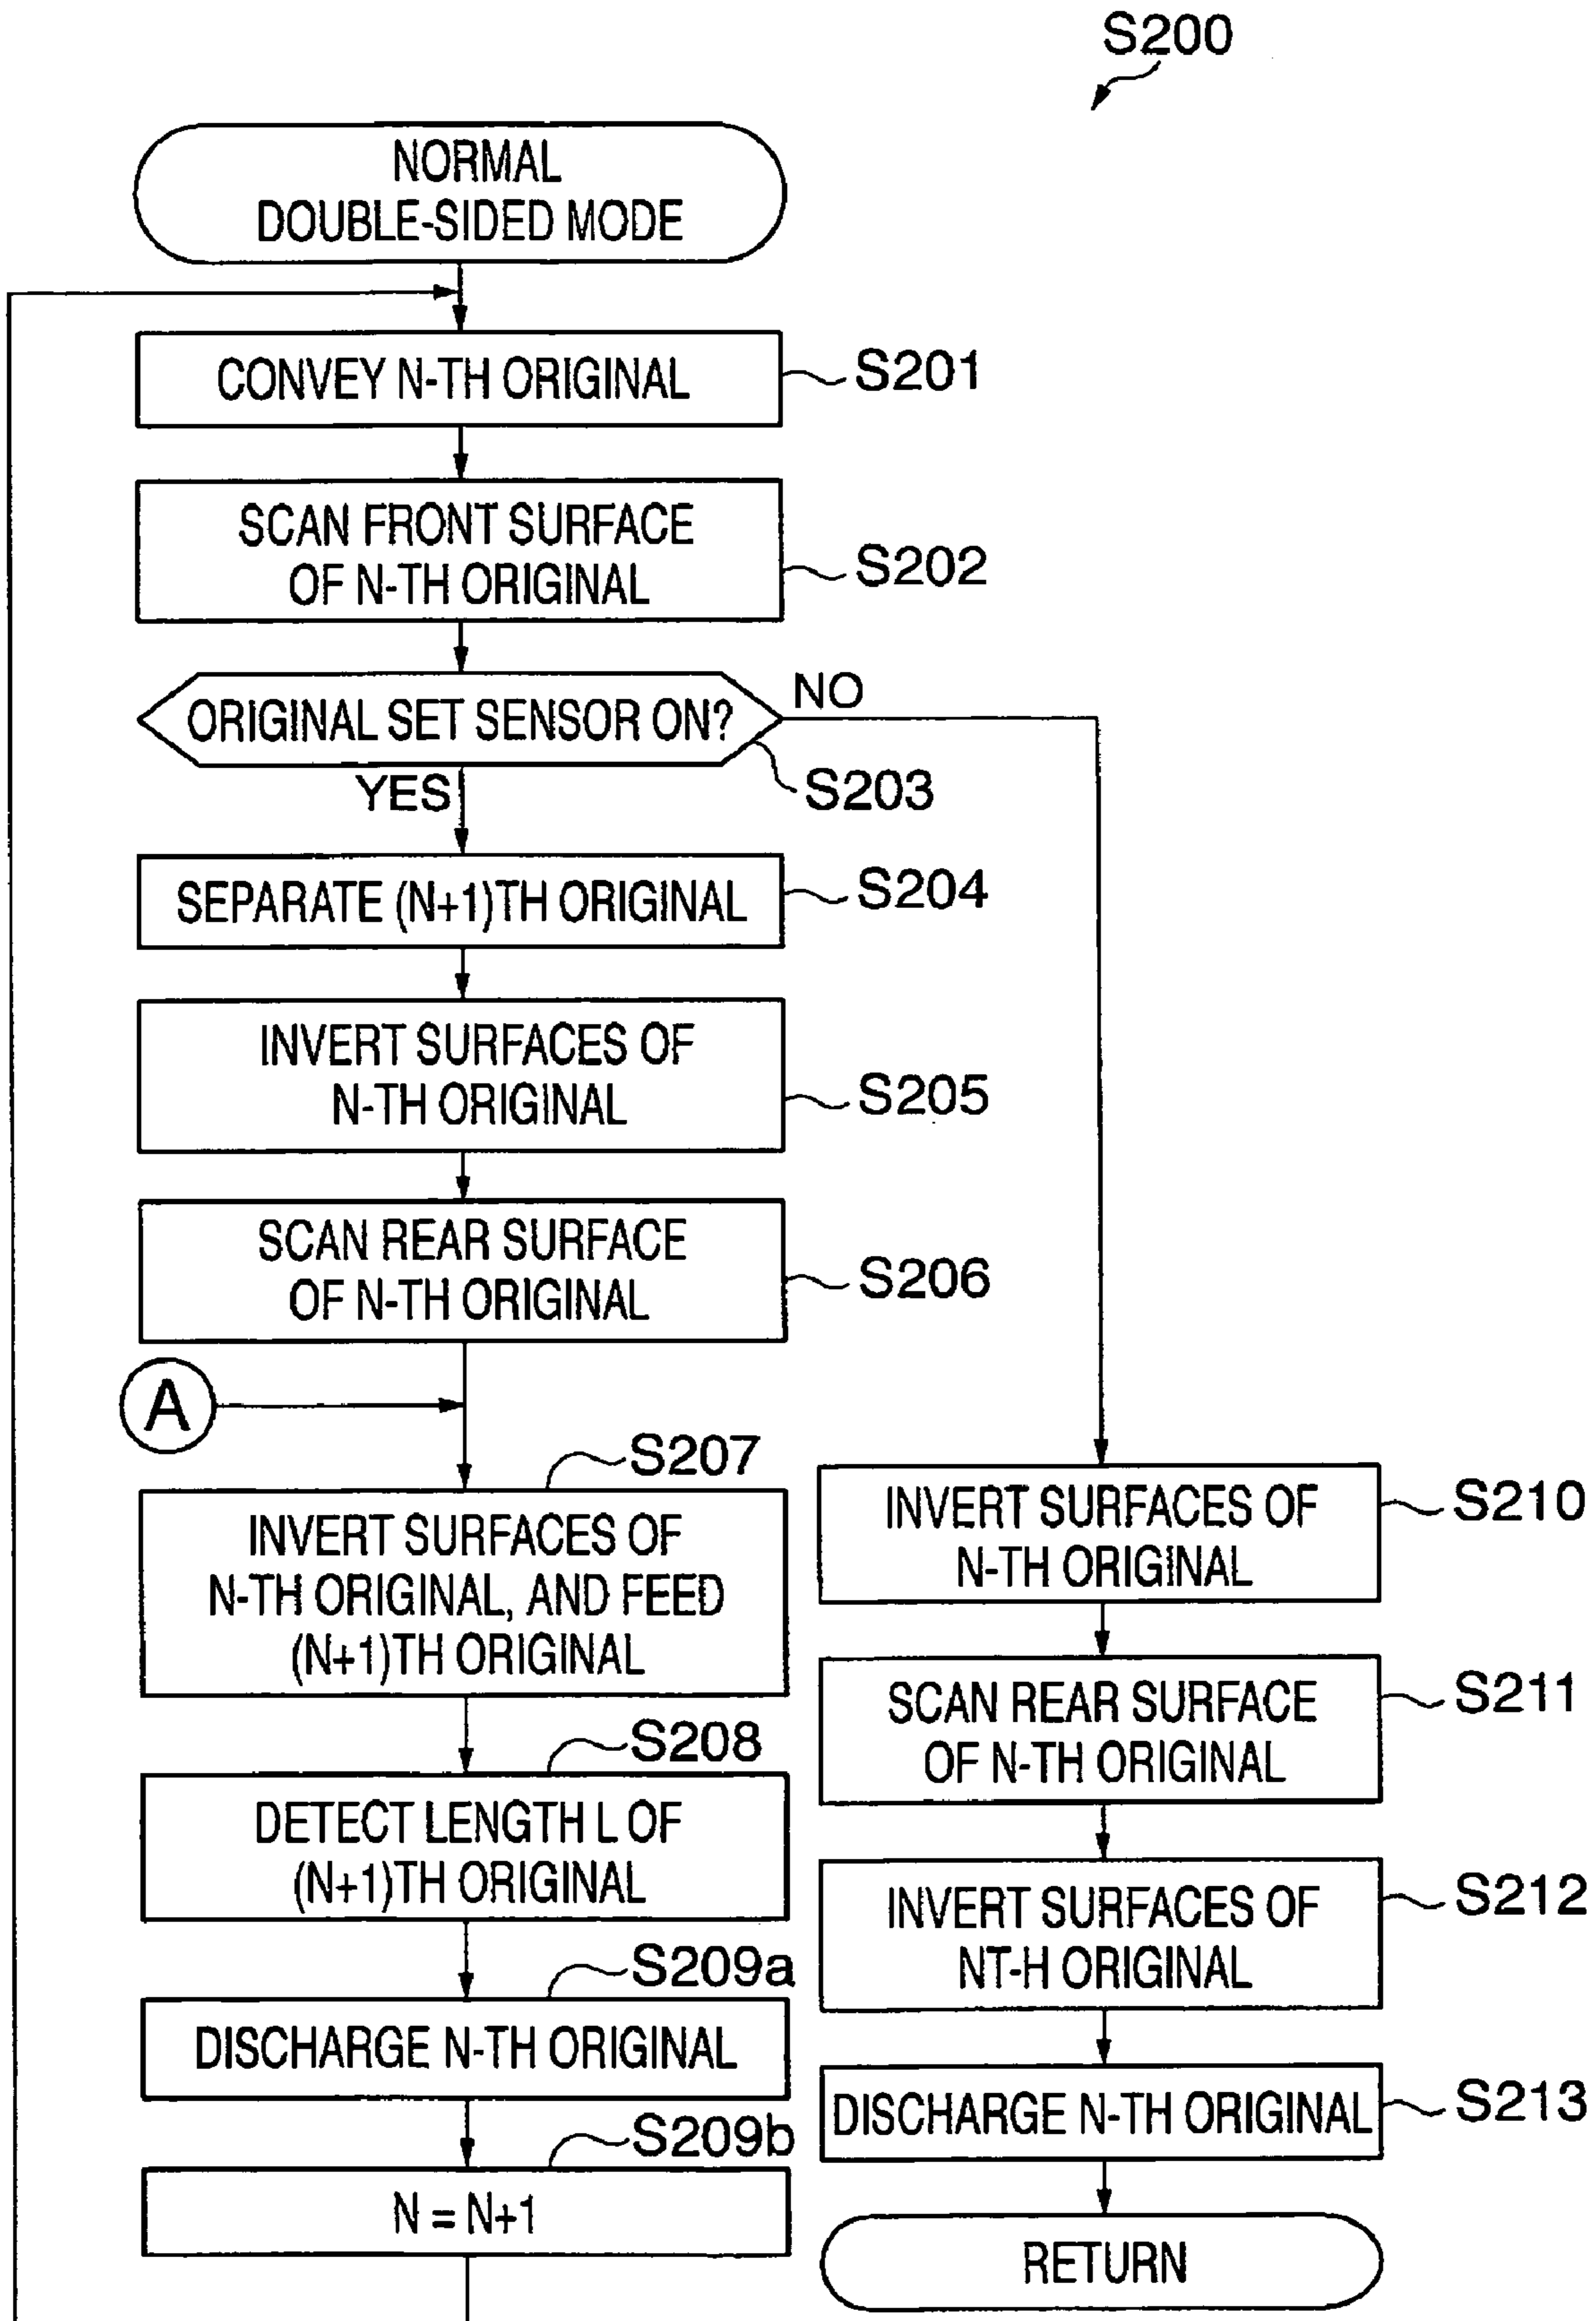 S200
NORMAL
DOUBLE-SIDED MODE
CONVEY N-TH ORIGINAL
S201
SCAN FRONT SURFACE
OF N-TH ORIGINAL
S202
ORIGINAL SET SENSOR ON?
NO
S203
YES
SEPARATE (N+1)TH ORIGINAL
S204
INVERT SURFACES OF
N-TH ORIGINAL
S205
SCAN REAR SURFACE
OF N-TH ORIGINAL
S206
A
S207
INVERT SURFACES OF
N-TH ORIGINAL, AND FEED
(N+1)TH ORIGINAL
S208
DETECT LENGTH L OF
(N+1)TH ORIGINAL
S209a
DISCHARGE N-TH ORIGINAL
S209b
N = N+1
INVERT SURFACES OF
N-TH ORIGINAL
S210
SCAN REAR SURFACE
OF N-TH ORIGINAL
S211
INVERT SURFACES OF
NT-H ORIGINAL
S212
DISCHARGE N-TH ORIGINAL
S213
RETURN